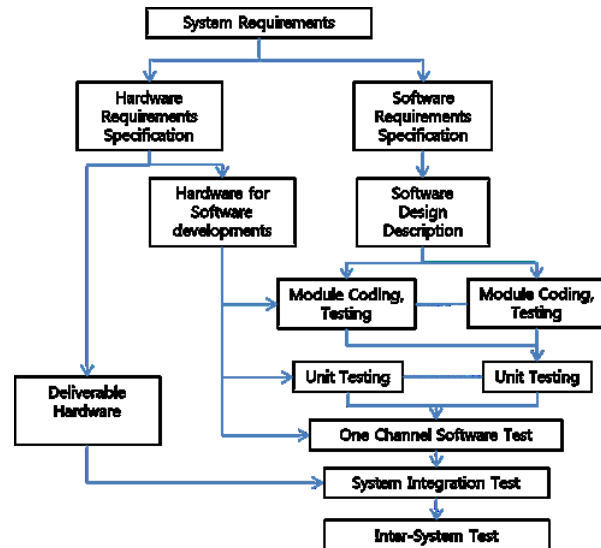 System Requirements
Hardware
Requirements
Specification
Software
Requirements
Specification
Hardware for
Software
developments
Software
Design
Description
Module Coding,
Testing
Module Coding,
Testing
Unit Testing
Unit Testing
Deliverable
Hardware
One Channel Software Test
System Integration Test
Inter-System Test